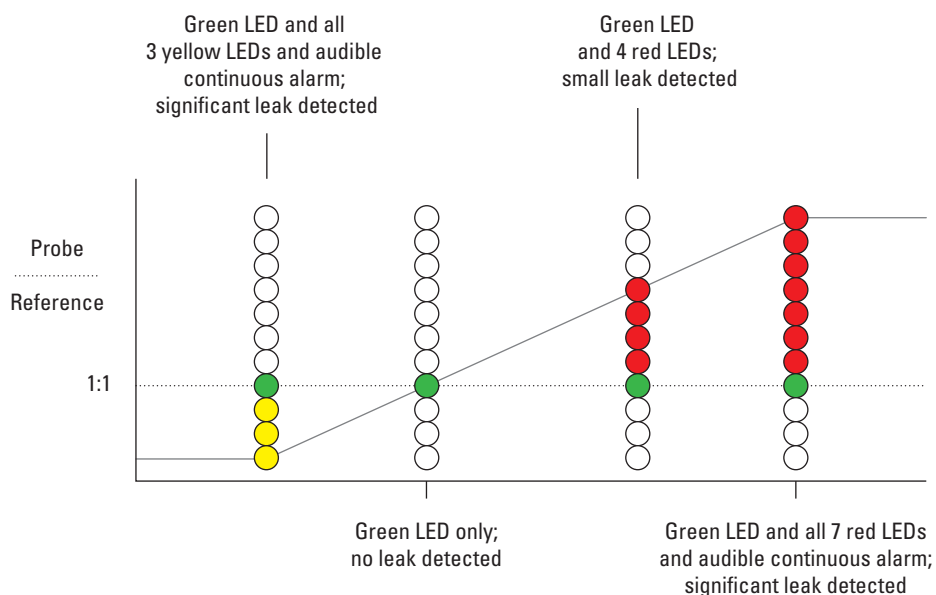 Green LED and all
3 yellow LEDs and audible
continuous alarm;
significant leak detected
Green LED
and 4 red LEDs;
small leak detected
Probe
Reference
1:1
Green LED only;
no leak detected
Green LED and all 7 red LEDs
and audible continuous alarm;
significant leak detected